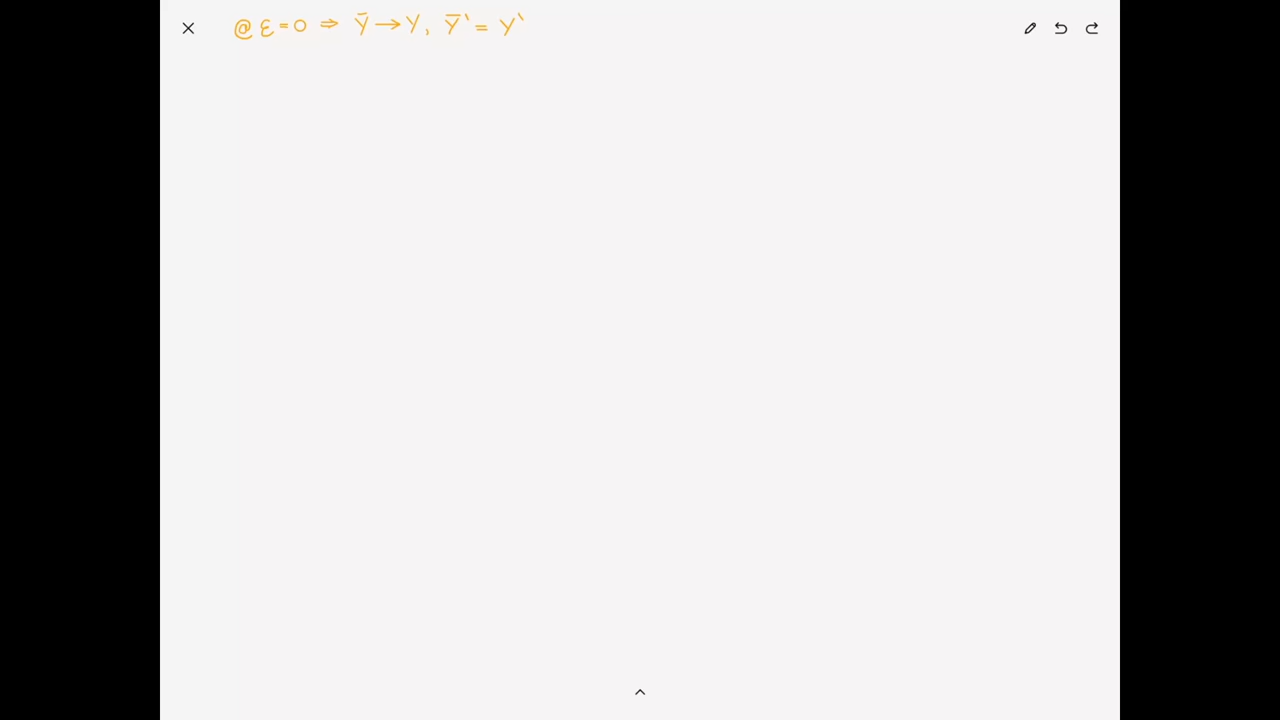 @ ε=0 ⇒ ȳ → y, ȳ` = y`